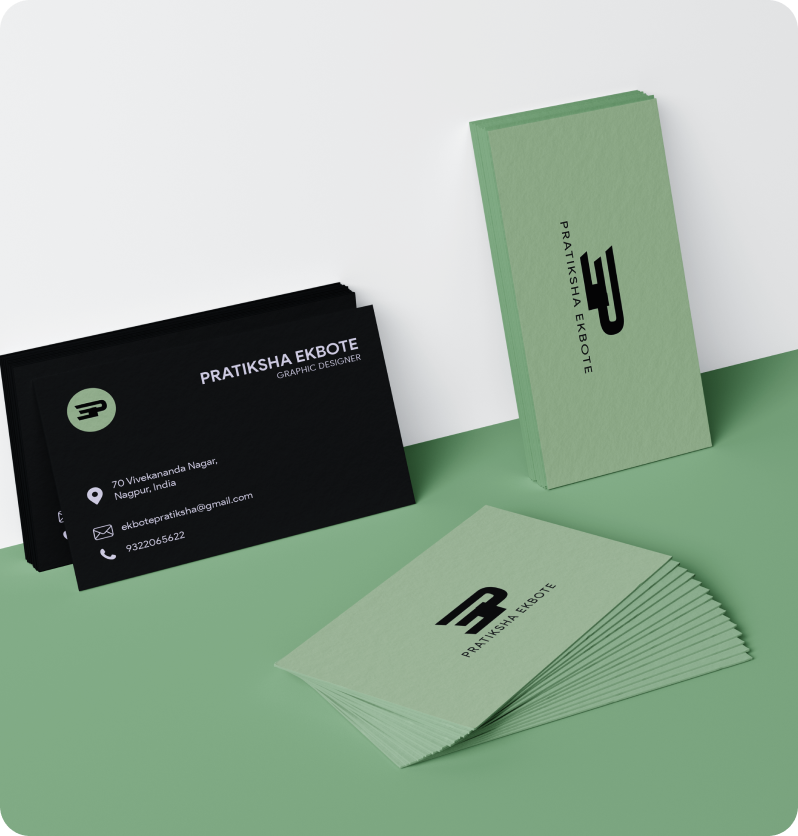 PRATIKSHA EKBOTE
GRAPHIC DESIGNER
70 Vivekananda Nagar,
Nagpur, India
ekbotepratiksha@gmail.com
9322065622
PRATIKSHA EKBOTE
PRATIKSHA EKBOTE